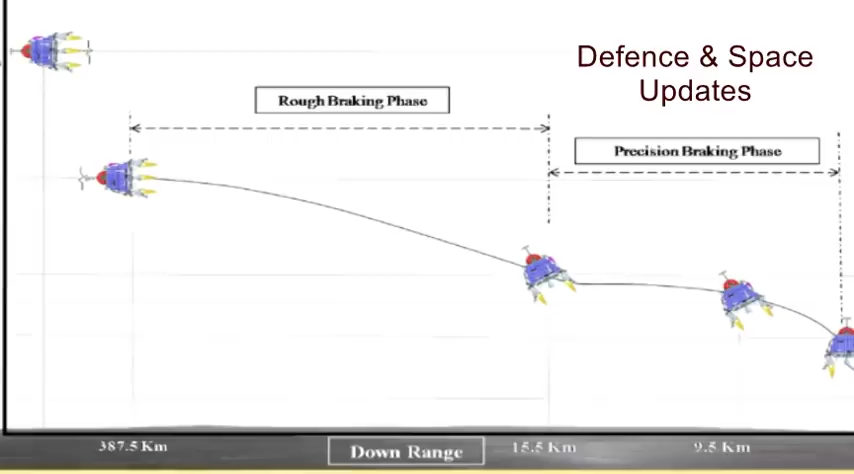 Defence & Space
Updates
Rough Braking Phase
Precision Braking Phase
387.5 Km
Down Range
15.5 Km
9.5 Km